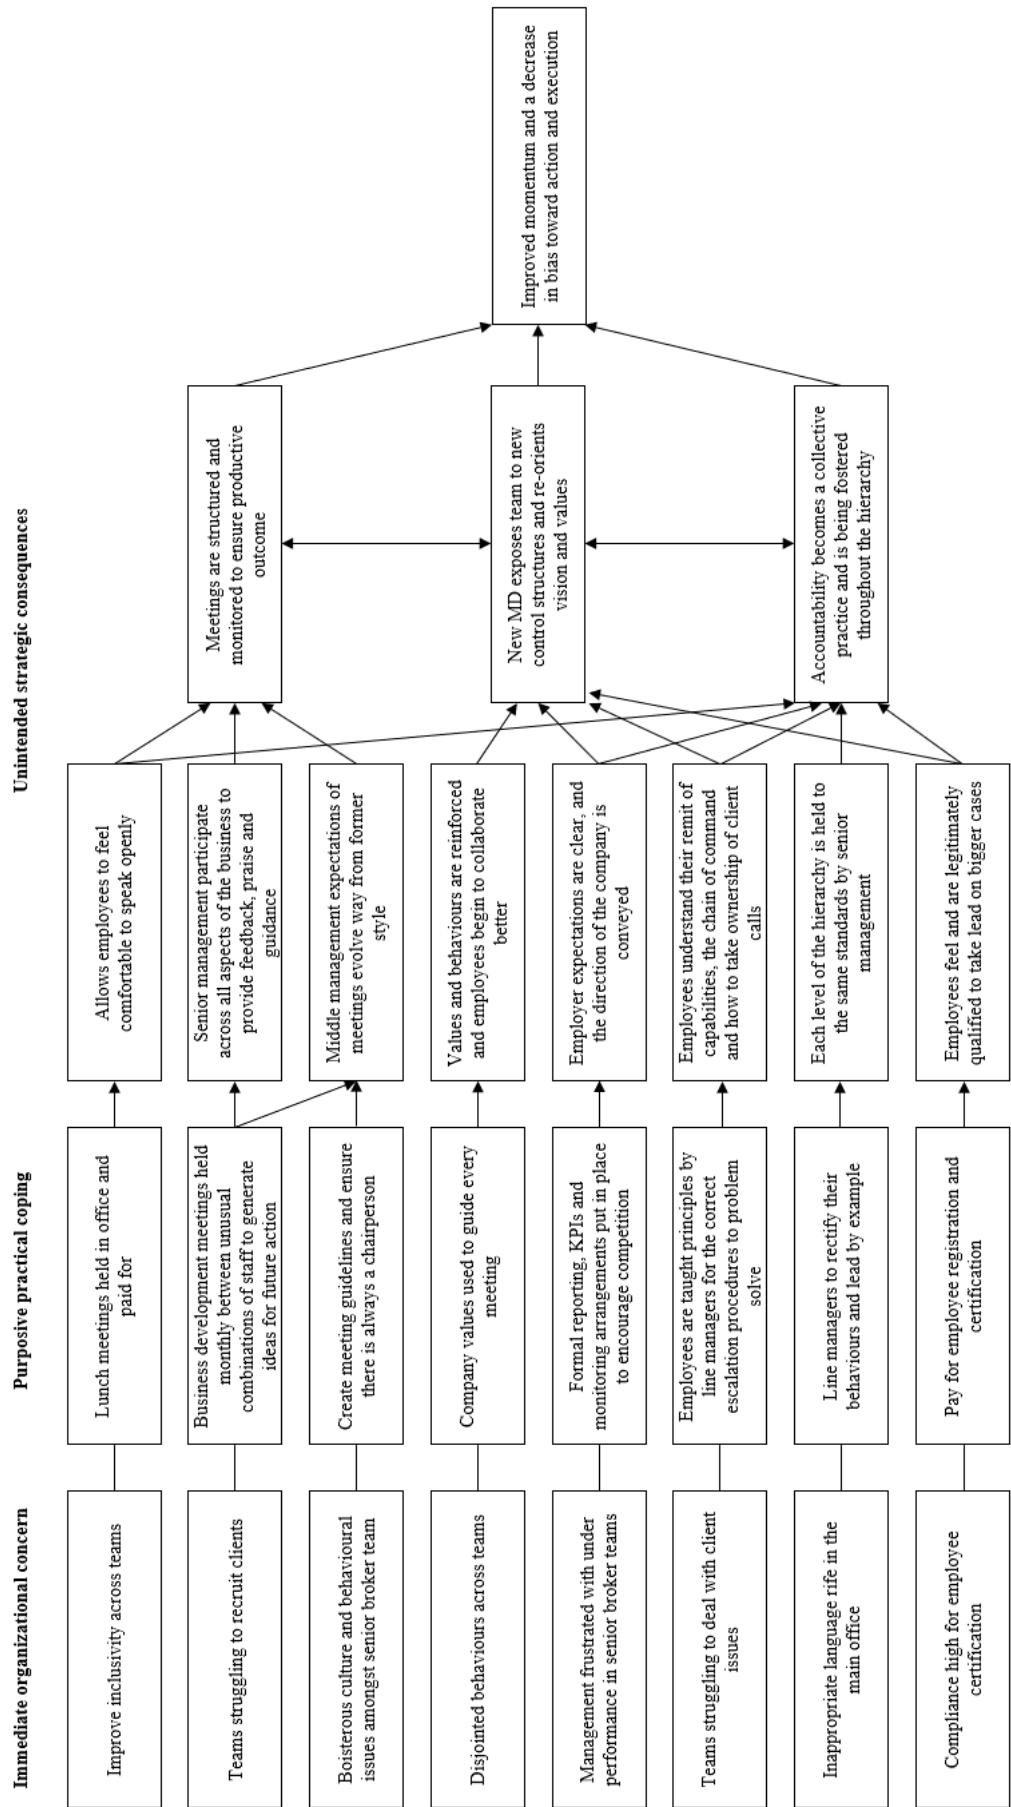 Immediate organizational concern
Purposive practical coping
Unintended strategic consequences
Improve inclusivity across teams
Lunch meetings held in office and
paid for
Allows employees to feel
comfortable to speak openly
Teams struggling to recruit clients
Business development meetings held
monthly between unusual
combinations of staff to generate
ideas for future action
Senior management participate
across all aspects of the business to
provide feedback, praise and
guidance
Boisterous culture and behavioural
issues amongst senior broker team
Create meeting guidelines and ensure
there is always a chairperson
Middle management expectations of
meetings evolve way from former
style
Disjointed behaviours across teams
Company values used to guide every
meeting
Values and behaviours are reinforced
and employees begin to collaborate
better
Management frustrated with under
performance in senior broker teams
Formal reporting, KPIs and
monitoring arrangements put in place
to encourage competition
Employer expectations are clear, and
the direction of the company is
conveyed
Teams struggling to deal with client
issues
Employees are taught principles by
line managers for the correct
escalation procedures to problem
solve
Employees understand their remit of
capabilities, the chain of command
and how to take ownership of client
calls
Inappropriate language rife in the
main office
Line managers to rectify their
behaviours and lead by example
Each level of the hierarchy is held to
the same standards by senior
management
Compliance high for employee
certification
Pay for employee registration and
certification
Employees feel and are legitimately
qualified to take lead on bigger cases
Meetings are structured and
monitored to ensure productive
outcome
New MD exposes team to new
control structures and re-orients
vision and values
Accountability becomes a collective
practice and is being fostered
throughout the hierarchy
Improved momentum and a decrease
in bias toward action and execution